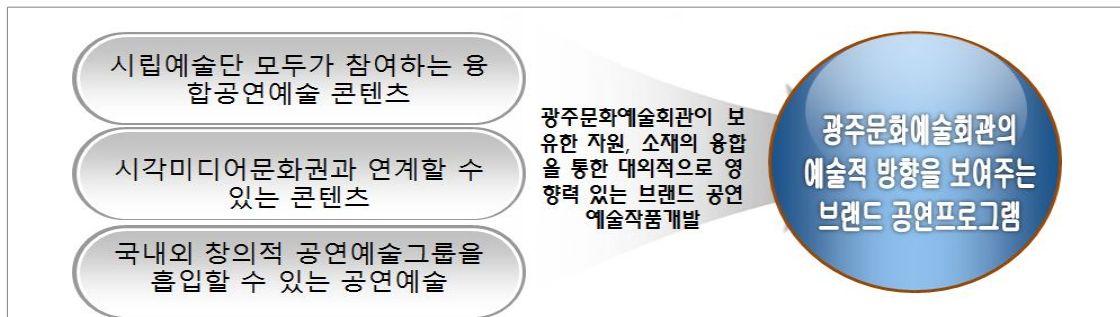 시립예술단 모두가 참여하는 융
합공연예술 콘텐츠
시각미디어문화권과 연계할 수
있는 콘텐츠
국내외 창의적 공연예술그룹을
흡입할 수 있는 공연예술
광주문화예술회관이 보
유한 자원, 소재의 융합
을 통한 대외적으로 영
향력 있는 브랜드 공연
예술작품개발
광주문화예술회관의
예술적 방향을 보여주는
브랜드 공연프로그램